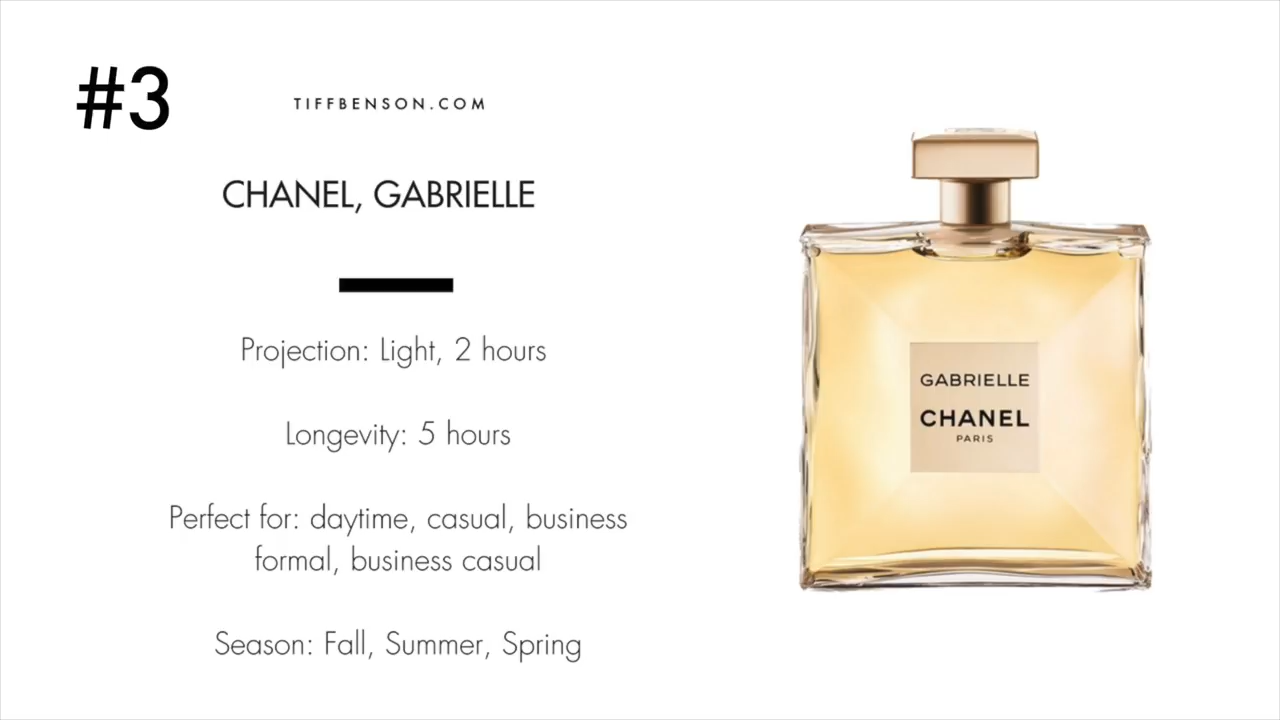 #3
TIFFBENSON.COM
CHANEL, GABRIELLE
Projection: Light, 2 hours
Longevity: 5 hours
Perfect for: daytime, casual, business
formal, business casual
Season: Fall, Summer, Spring
GABRIELLE
CHANEL
PARIS